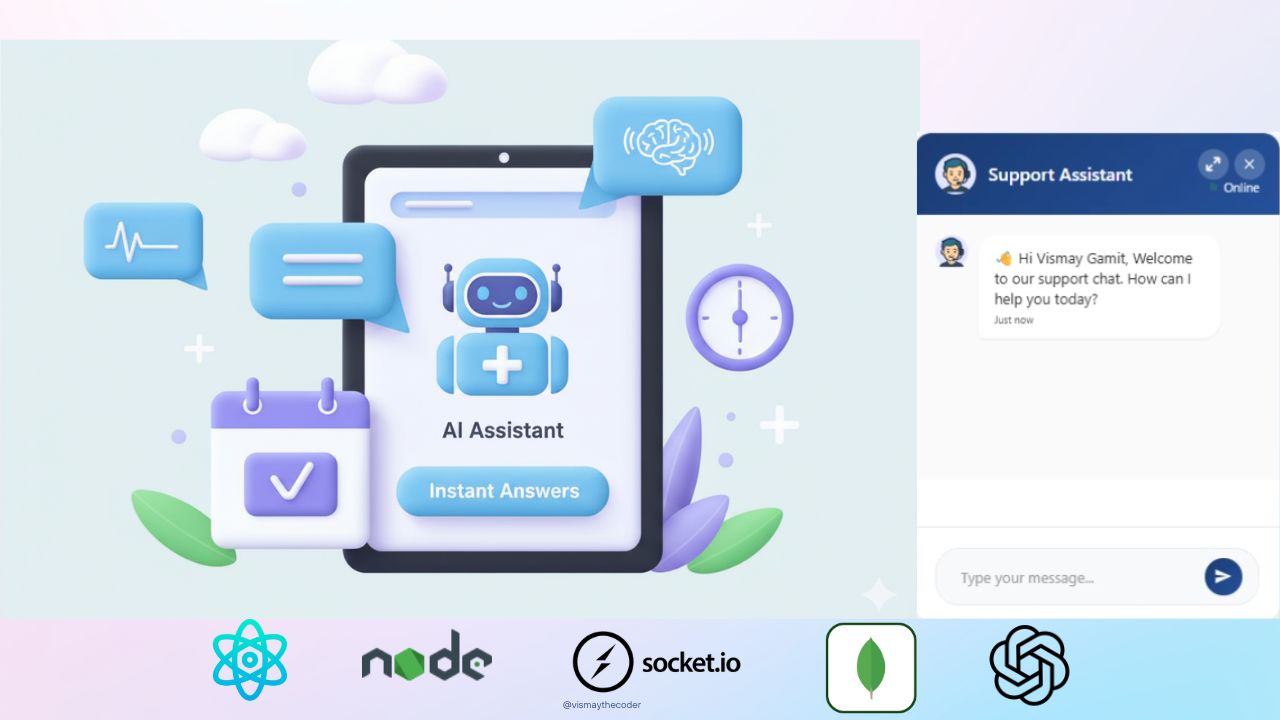 AI Assistant
Instant Answers
Support Assistant
Online
👋 Hi Vismay Gamit, Welcome
to our support chat. How can I
help you today?
Just now
Type your message...
node
socket.io
@vismaythecoder